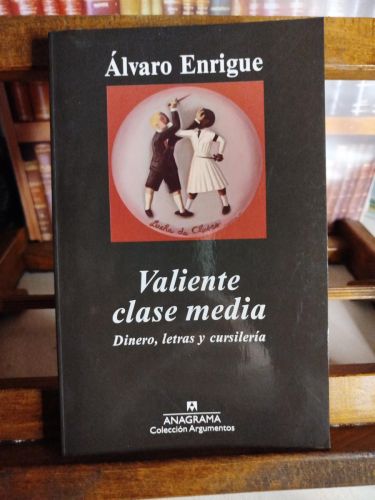 Álvaro Enrigue
Lucha de Clases
Valiente
clase media
Dinero, letras y cursilería
ANAGRAMA
Colección Argumentos